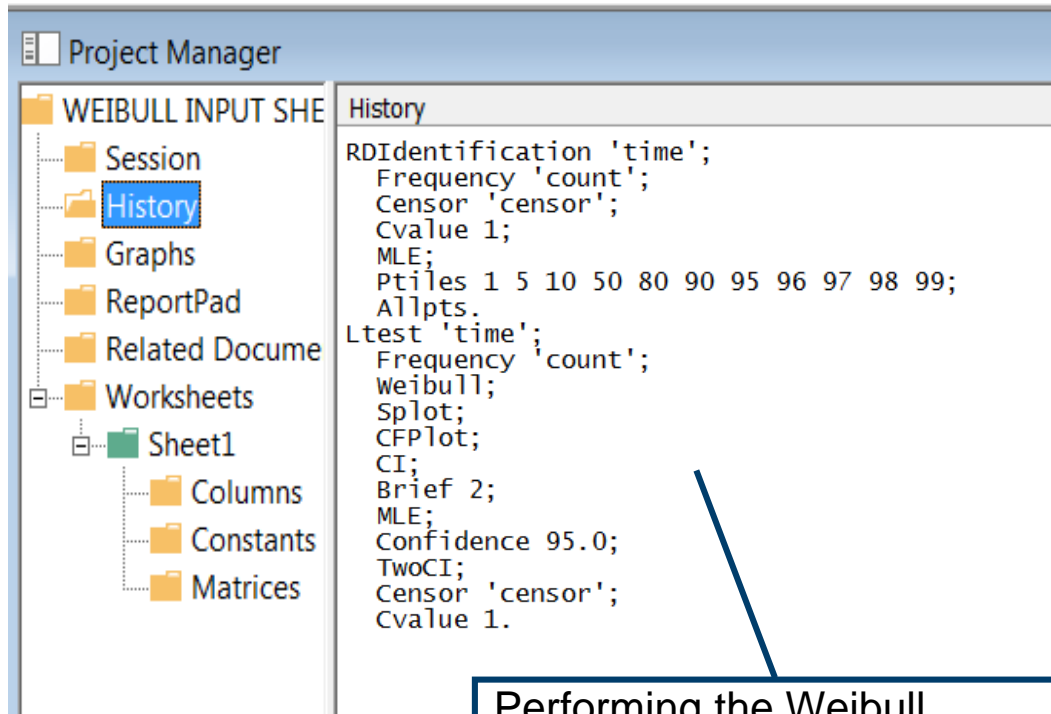 Project Manager
WEIBULL INPUT SHE
Session
History
Graphs
ReportPad
Related Docume
Worksheets
Sheet1
Columns
Constants
Matrices
History
RDIdentification 'time';
Frequency 'count';
Censor 'censor';
Cvalue 1;
MLE;
Ptiles 1 5 10 50 80 90 95 96 97 98 99;
Allpts.
Ltest 'time';
Frequency 'count';
Weibull;
Splot;
CFPlot;
CI;
Brief 2;
MLE;
Confidence 95.0;
TwoCI;
Censor 'censor';
Cvalue 1.
Performing the Weibull